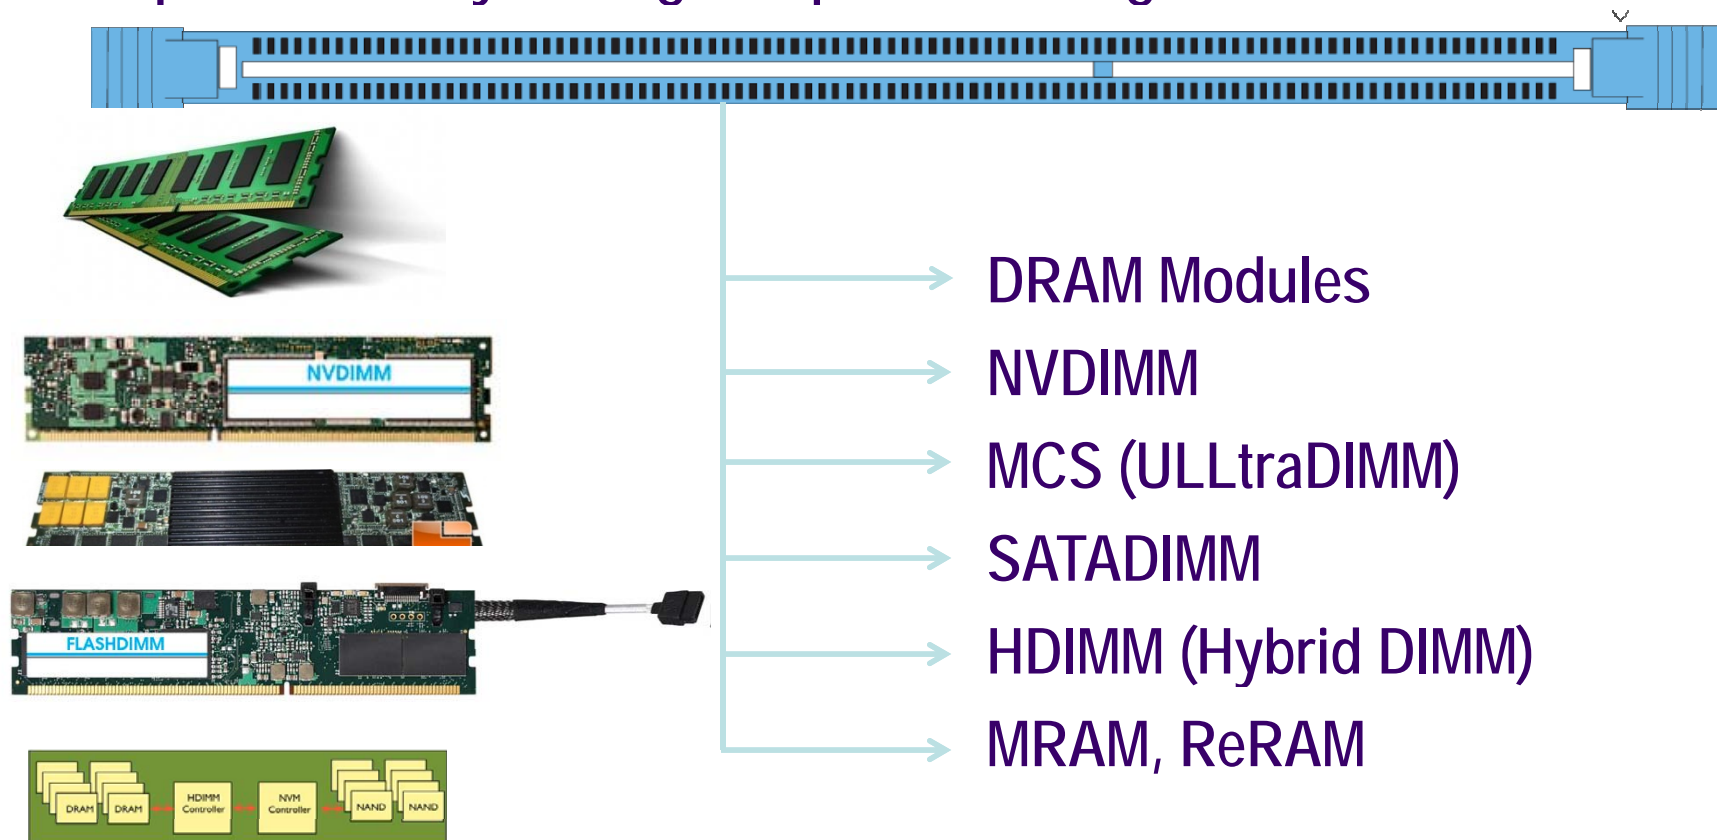 DRAM Modules
NVDIMM
NVDIMM
MCS (ULLtraDIMM)
SATADIMM
FLASHDIMM
HDIMM (Hybrid DIMM)
MRAM, ReRAM
DRAM
DRAM
HDIMM
Controller
NVM
Controller
NAND
NAND